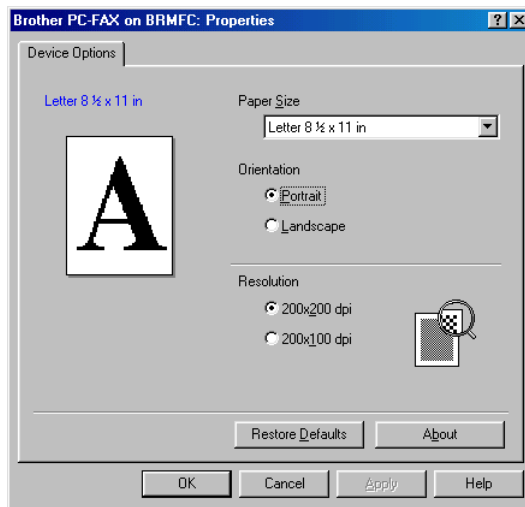 Brother PC-FAX on BRMFC: Properties
Device Options
Letter 8 ½ x 11 in
A
Paper Size
Letter 8 ½ x 11 in
Orientation
Portrait
Landscape
Resolution
200x200 dpi
200x100 dpi
Restore Defaults
About
OK
Cancel
Apply
Help